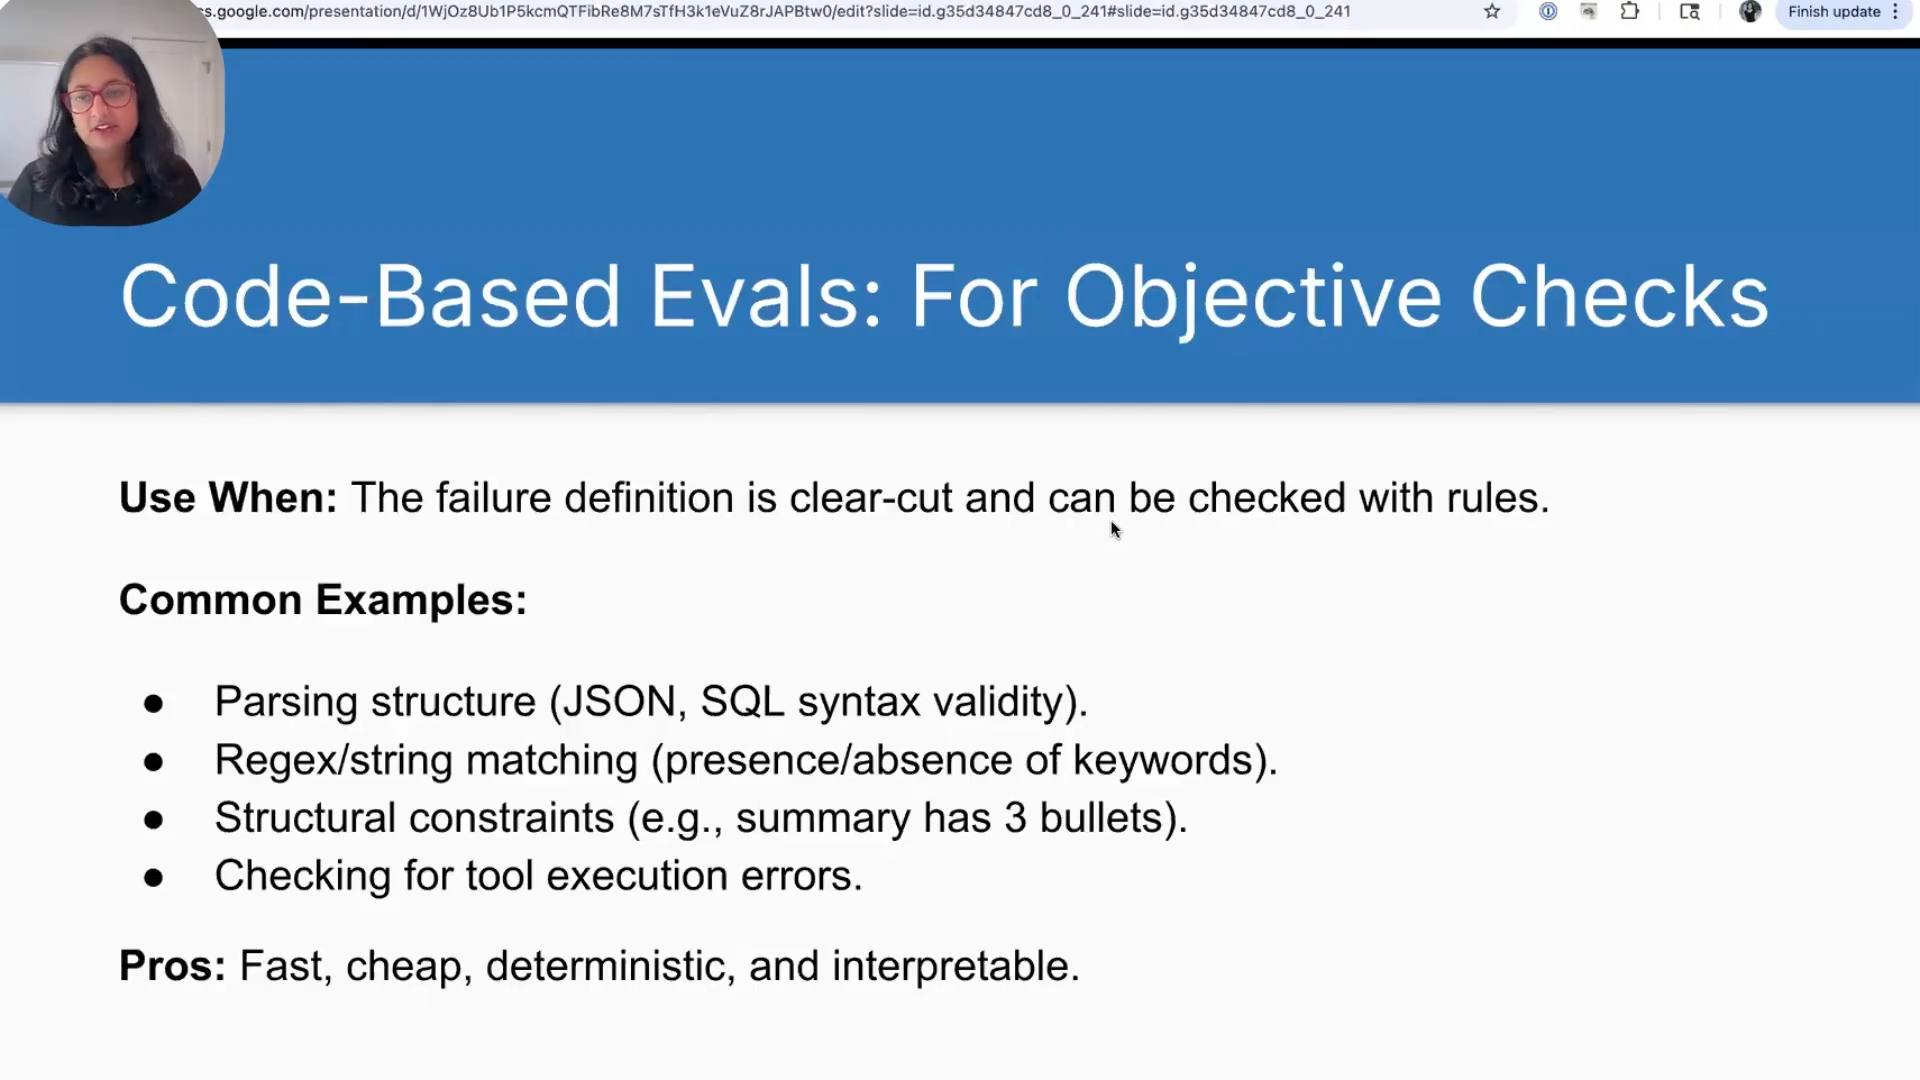 s.google.com/presentation/d/1WjOz8Ub1P5kcmQTFibRe8M7sTfH3k1eVuZ8rJAPBtw0/edit?slide=id.g35d34847cd8_0_241#slide=id.g35d34847cd8_0_241
Finish update
Code-Based Evals: For Objective Checks
Use When: The failure definition is clear-cut and can be checked with rules.
Common Examples:
● Parsing structure (JSON, SQL syntax validity).
● Regex/string matching (presence/absence of keywords).
● Structural constraints (e.g., summary has 3 bullets).
● Checking for tool execution errors.
Pros: Fast, cheap, deterministic, and interpretable.